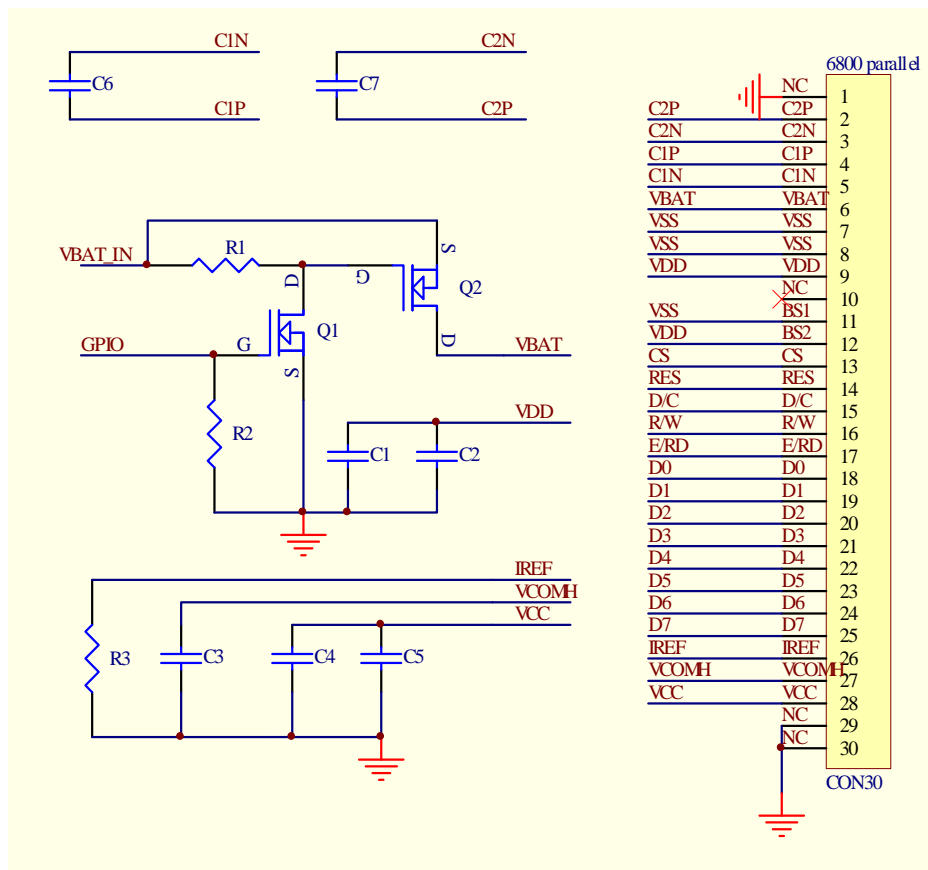 C1N
C6
C1P
C2N
C7
C2P
VBAT_IN
R1
D
G
S
Q2
D
VBAT
GPIO
G
Q1
S
R2
VDD
C1
C2
IREF
VCOMH
VCC
R3
C3
C4
C5
6800 parallel
NC 1
C2P C2P 2
C2N C2N 3
C1P C1P 4
C1N C1N 5
VBAT VBAT 6
VSS VSS 7
VSS VSS 8
VDD VDD 9
NC 10
VSS BS1 11
VDD BS2 12
CS CS 13
RES RES 14
D/C D/C 15
R/W R/W 16
E/RD E/RD 17
D0 D0 18
D1 D1 19
D2 D2 20
D3 D3 21
D4 D4 22
D5 D5 23
D6 D6 24
D7 D7 25
IREF IREF 26
VCOMH VCOMH 27
VCC VCC 28
NC 29
NC 30
CON30